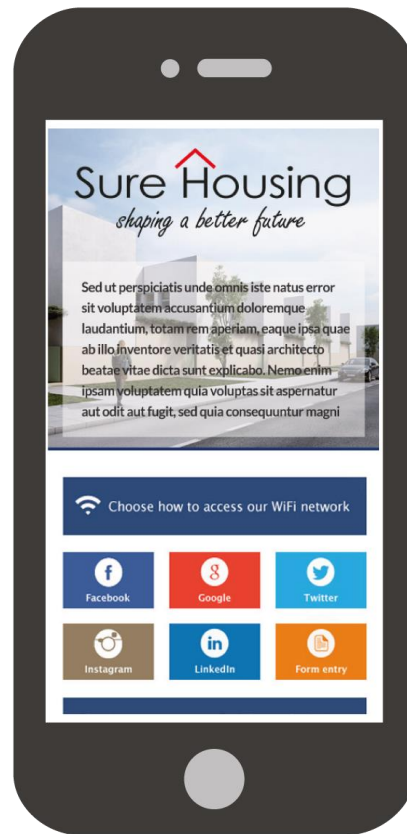 Sure Housing
shaping a better future
Sed ut perspiciatis unde omnis iste natus error
sit voluptatem accusantium doloremque
laudantium, totam rem aperiam, eaque ipsa quae
ab illo inventore veritatis et quasi architecto
beatae vitae dicta sunt explicabo. Nemo enim
ipsam voluptatem quia voluptas sit aspernatur
aut odit aut fugit, sed quia consequuntur magni
Choose how to access our WiFi network
Facebook Google Twitter
Instagram LinkedIn Form entry